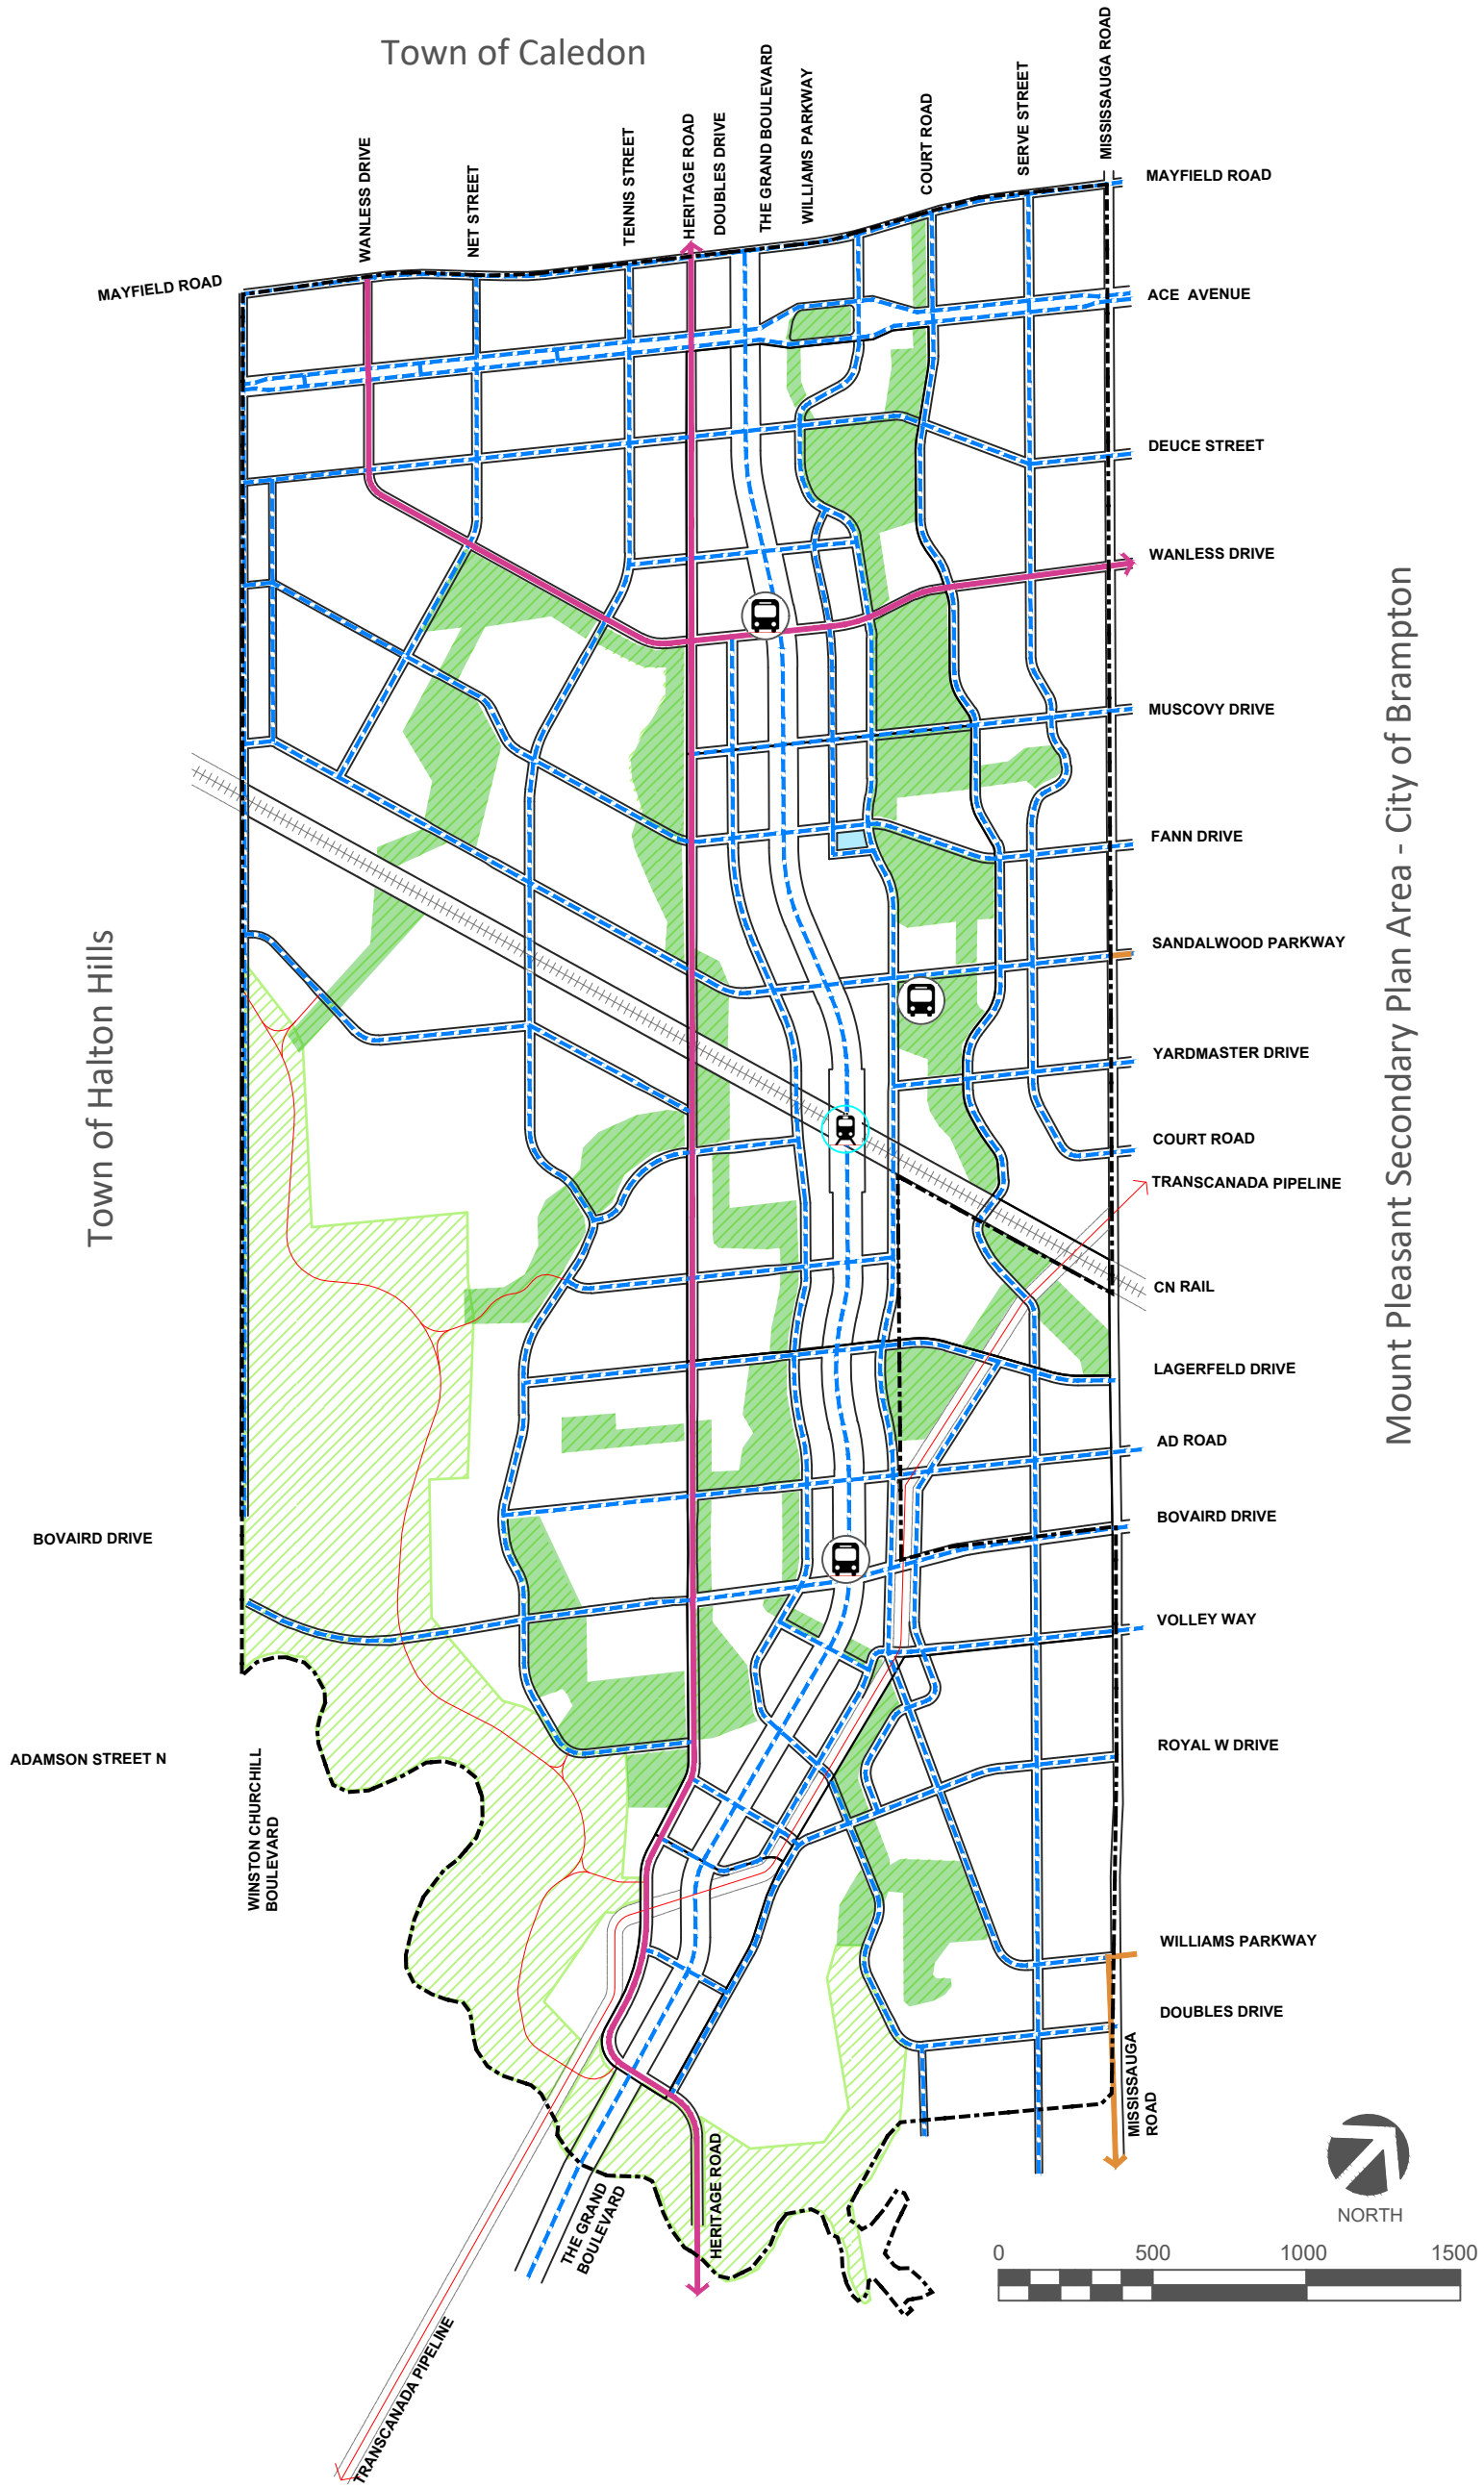 Town of Caledon
WANLESS DRIVE
NET STREET
TENNIS STREET
HERITAGE ROAD
DOUBLES DRIVE
THE GRAND BOULEVARD
WILLIAMS PARKWAY
COURT ROAD
SERVE STREET
MISSISSAUGA ROAD
MAYFIELD ROAD
MAYFIELD ROAD
ACE AVENUE
DEUCE STREET
WANLESS DRIVE
MUSCOVY DRIVE
FANN DRIVE
SANDALWOOD PARKWAY
YARDMASTER DRIVE
COURT ROAD
TRANSCANADA PIPELINE
CN RAIL
LAGERFELD DRIVE
AD ROAD
BOVAIRD DRIVE
VOLLEY WAY
ROYAL W DRIVE
WILLIAMS PARKWAY
DOUBLES DRIVE
Town of Halton Hills
Mount Pleasant Secondary Plan Area - City of Brampton
BOVAIRD DRIVE
ADAMSON STREET N
WINSTON CHURCHILL
BOULEVARD
MISSISSAUGA
ROAD
HERITAGE ROAD
THE GRAND
BOULEVARD
TRANSCANADA PIPELINE
NORTH
0 500 1000 1500